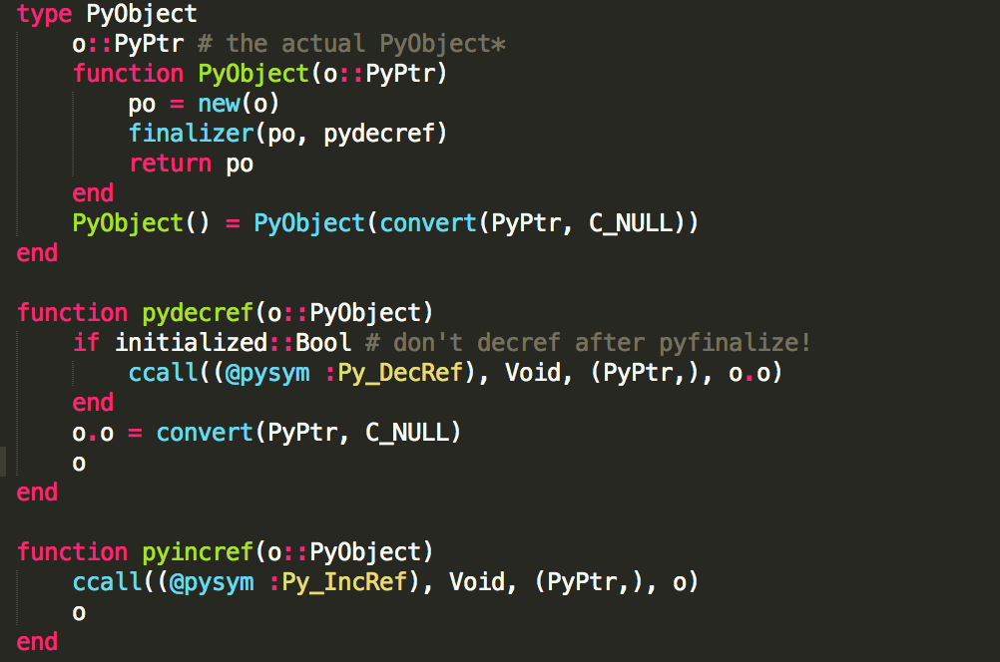 type PyObject
    o::PyPtr # the actual PyObject*
    function PyObject(o::PyPtr)
        po = new(o)
        finalizer(po, pydecref)
        return po
    end
    PyObject() = PyObject(convert(PyPtr, C_NULL))
end

function pydecref(o::PyObject)
    if initialized::Bool # don't decref after pyfinalize!
        ccall((@pysym :Py_DecRef), Void, (PyPtr,), o.o)
    end
    o.o = convert(PyPtr, C_NULL)
    o
end

function pyincref(o::PyObject)
    ccall((@pysym :Py_IncRef), Void, (PyPtr,), o)
    o
end